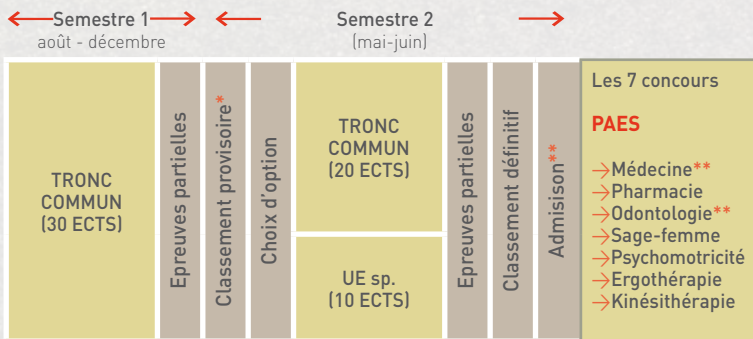 Semestre 1
août - décembre
Semestre 2
(mai-juin)
TRONC
COMMUN
(30 ECTS)
Epreuves partielles
Classement provisoire*
Choix d'option
TRONC
COMMUN
(20 ECTS)
UE sp.
(10 ECTS)
Epreuves partielles
Classement définitif
Admisison**
Les 7 concours
PAES
→Médecine**
→Pharmacie
→Odontologie**
→Sage-femme
→Psychomotricité
→Ergothérapie
→Kinésithérapie